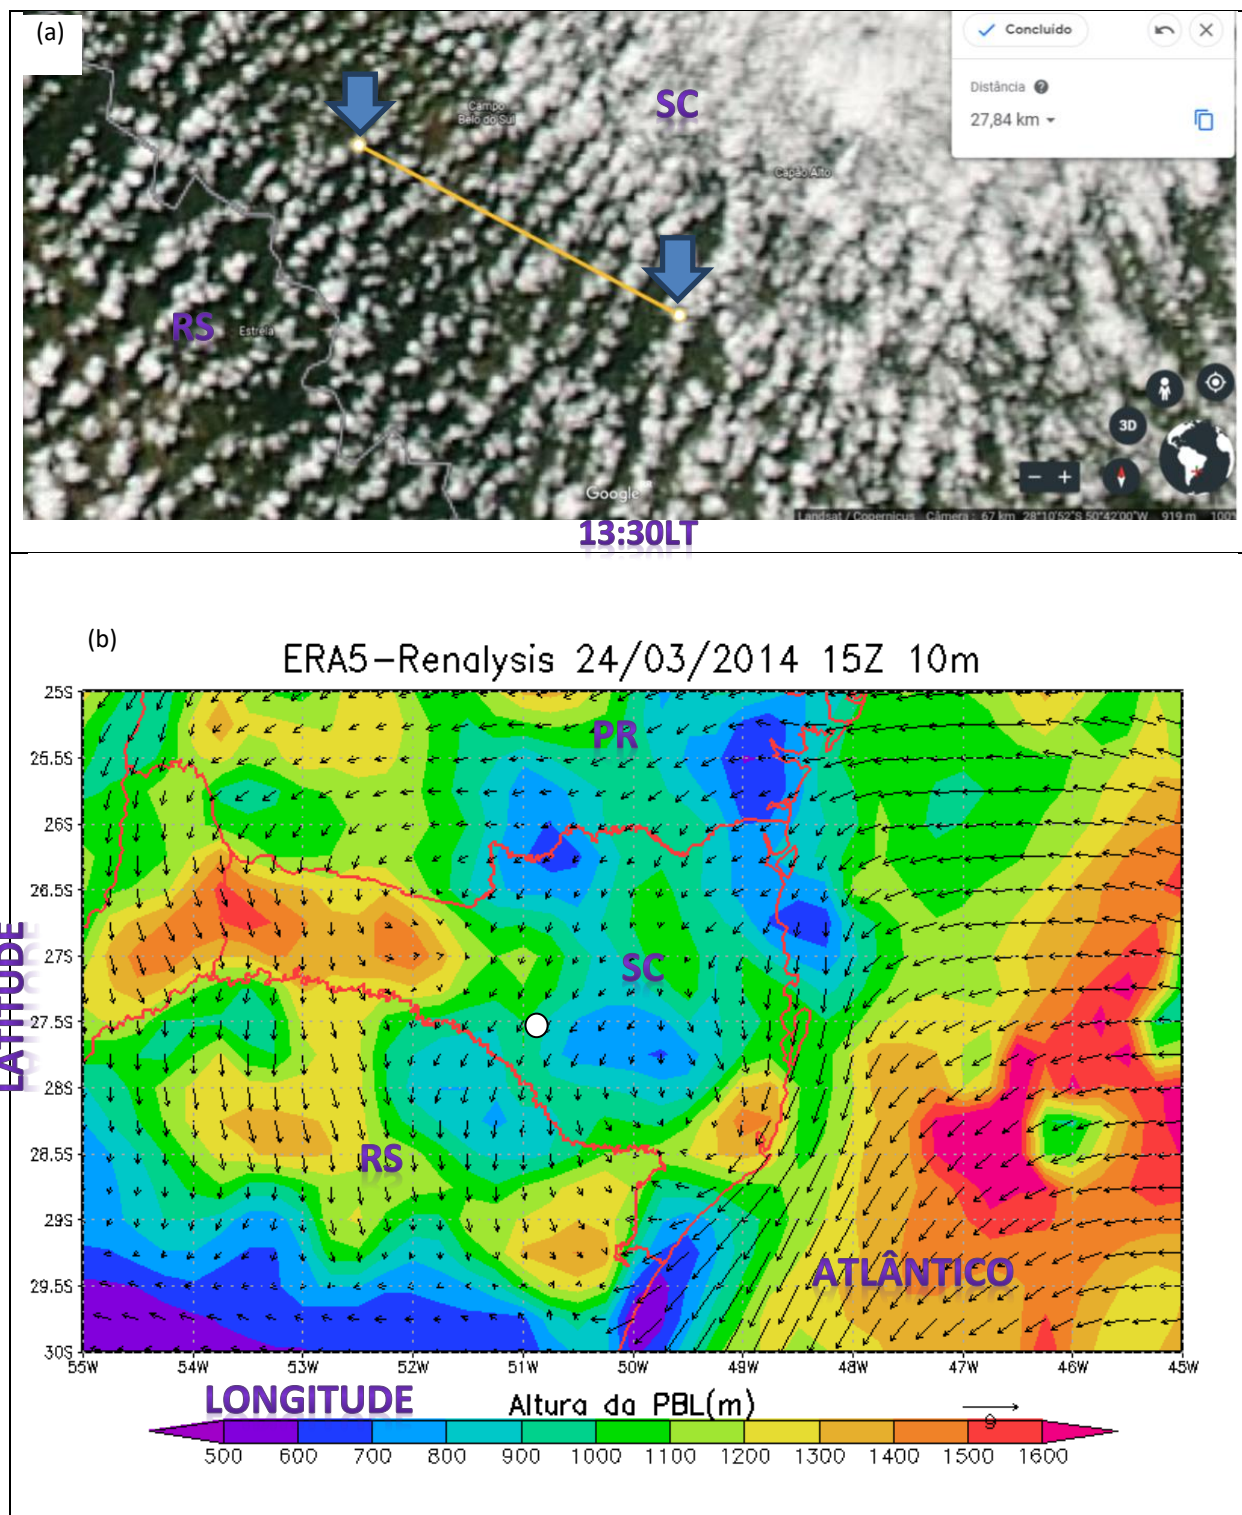 (a)
Concluído
Distância ?
27,84 km
SC
Campo
Belo do Sul
Capão Alto
RS
Estrela
3D
Google
Landsat / Copernicus Câmera : 67 km 28°10'52"S 50°42'00"W 919 m 100%
13:30LT
(b)
ERA5-Renalysis 24/03/2014 15Z 10m
25S
25.5S
26S
26.5S
27S
27.5S
28S
28.5S
29S
29.5S
30S
LATITUDE
PR
SC
RS
ATLÂNTICO
55W 54W 53W 52W 51W 50W 49W 48W 47W 46W 45W
LONGITUDE
Altura da PBL(m)
9
500 600 700 800 900 1000 1100 1200 1300 1400 1500 1600